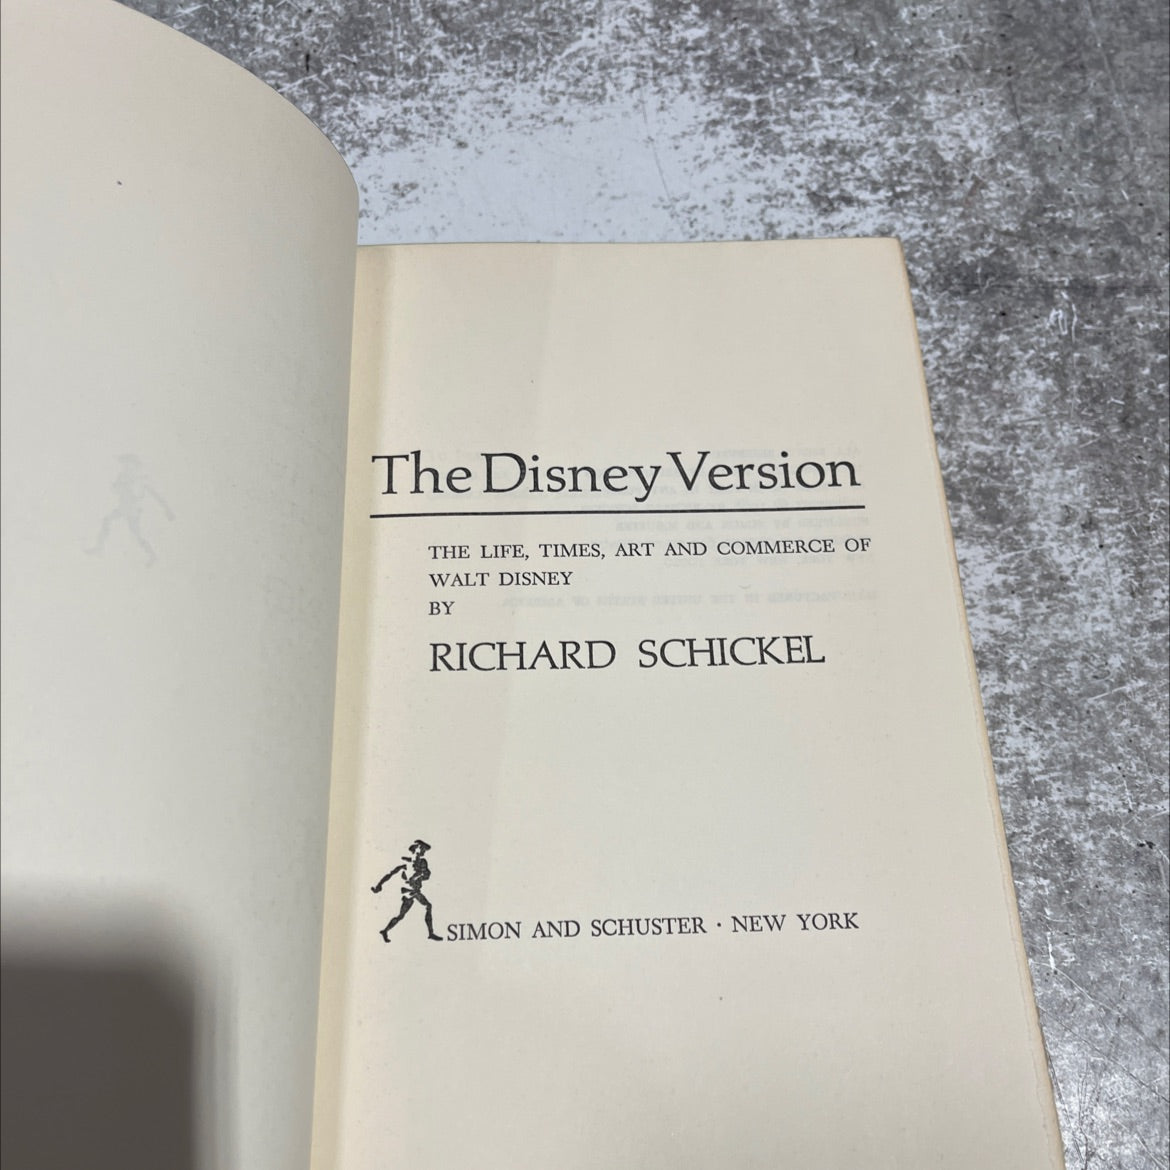 The Disney Version
THE LIFE, TIMES, ART AND COMMERCE OF
WALT DISNEY
BY
RICHARD SCHICKEL
SIMON AND SCHUSTER · NEW YORK